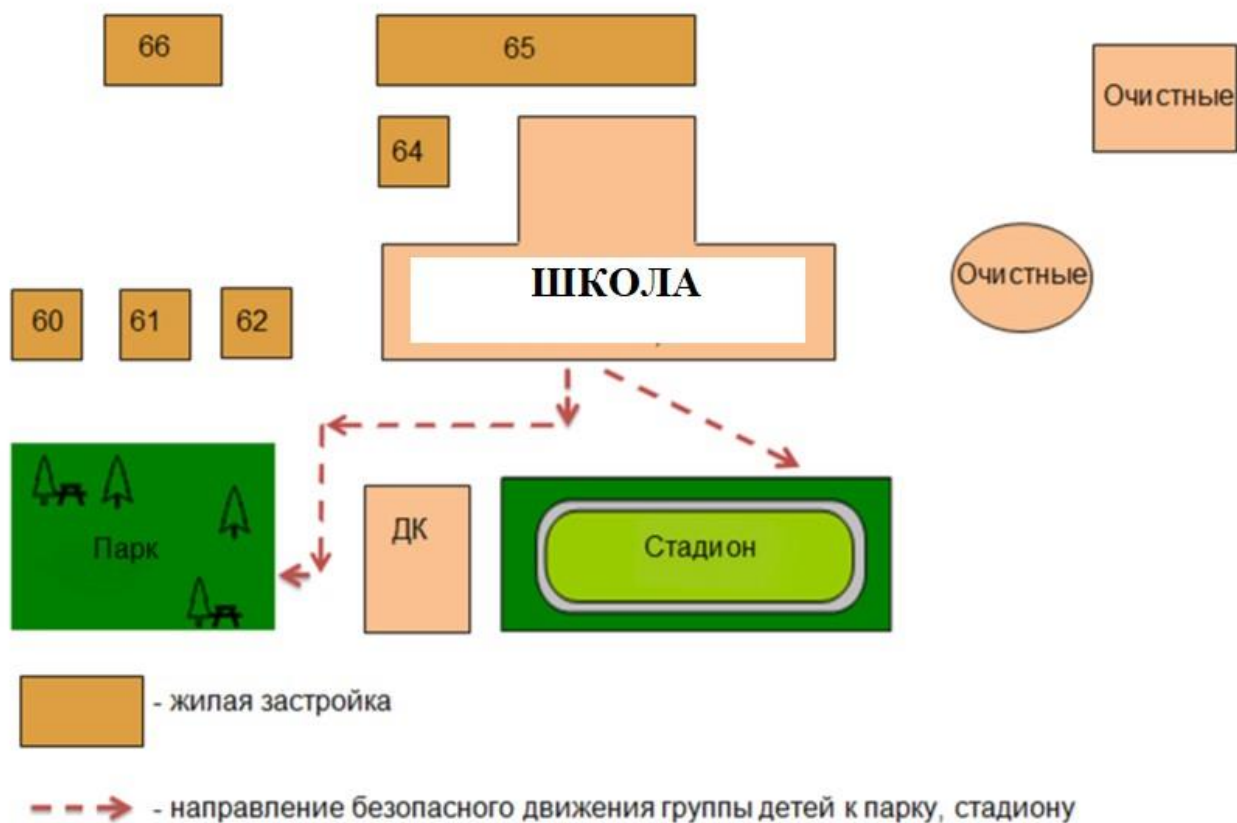 66
65
Очистные
64
ШКОЛА
Очистные
60
61
62
ДК
Парк
Стадион
- жилая застройка
- направление безопасного движения группы детей к парку, стадиону